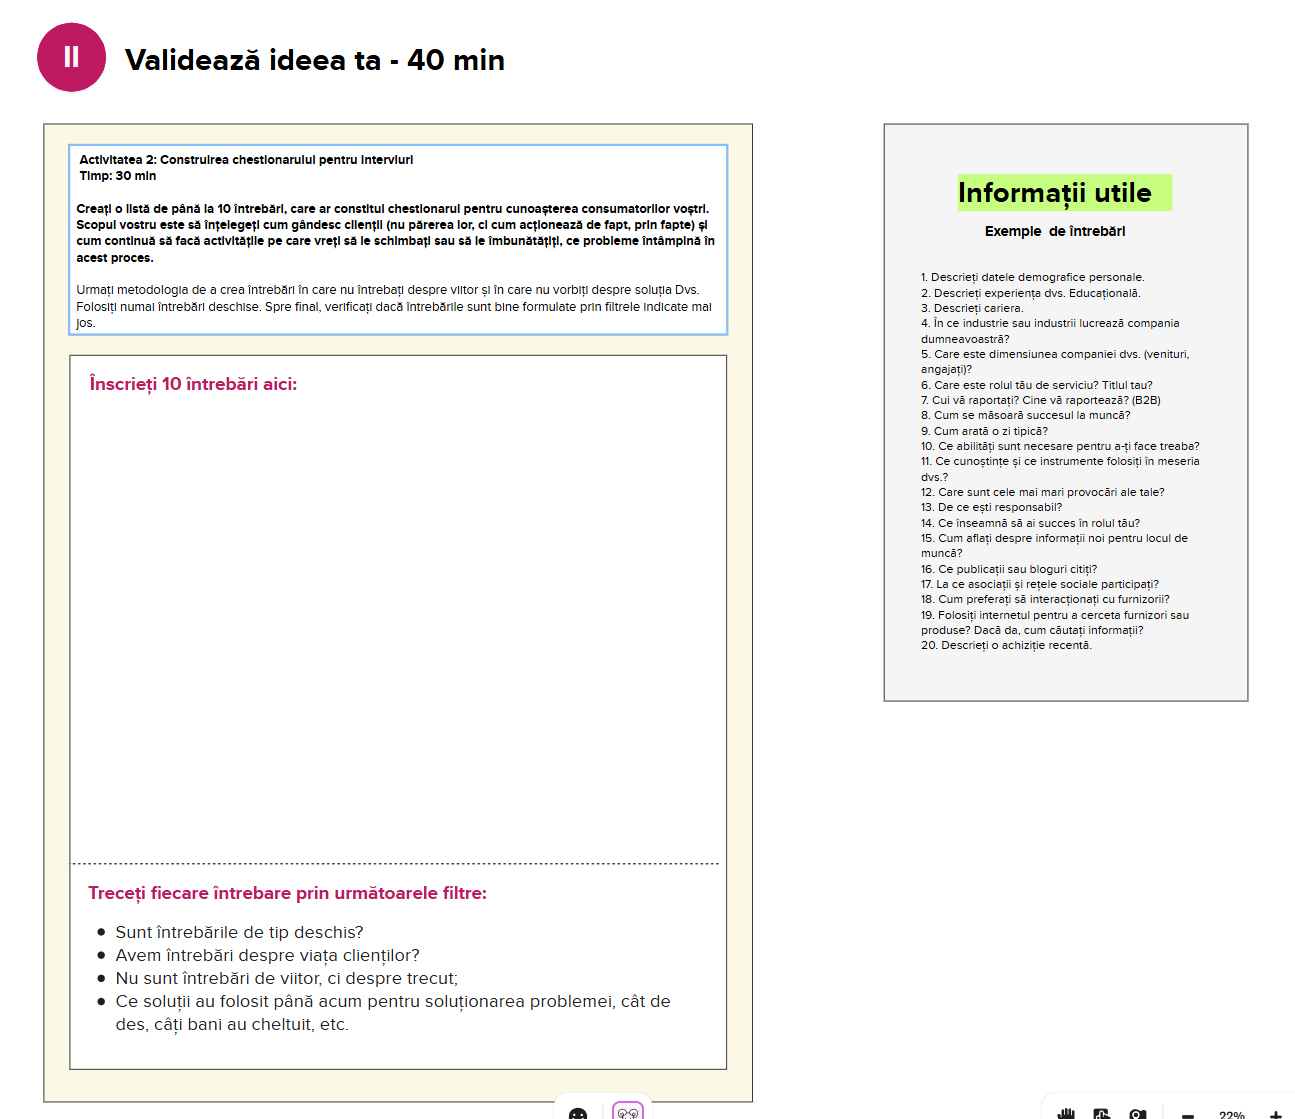 II
Validează ideea ta - 40 min
Activitatea 2: Construirea chestionarului pentru interviuri
Timp: 30 min
Creați o listă de până la 10 întrebări, care ar constitui chestionarul pentru cunoașterea consumatorilor voștri.
Scopul vostru este să înțelegeți cum gândesc clienții (nu părerea lor, ci cum acționează de fapt, prin fapte) și
cum continuă să facă activitățile pe care vreți să le schimbați sau să le îmbunătățiți, ce probleme întâmpină în
acest proces.
Urmați metodologia de a crea întrebări în care nu întrebați despre viitor și în care nu vorbiți despre soluția Dvs.
Folosiți numai întrebări deschise. Spre final, verificați dacă întrebările sunt bine formulate prin filtrele indicate mai
jos.
Înscrieți 10 întrebări aici:
Treceți fiecare întrebare prin următoarele filtre:
Sunt întrebările de tip deschis?
Avem întrebări despre viața clienților?
Nu sunt întrebări de viitor, ci despre trecut;
Ce soluții au folosit până acum pentru soluționarea problemei, cât de
des, câți bani au cheltuit, etc.
Informații utile
Exemple de întrebări
1. Descrieți datele demografice personale.
2. Descrieți experiența dvs. Educațională.
3. Descrieți cariera.
4. În ce industrie sau industrii lucrează compania
dumneavoastră?
5. Care este dimensiunea companiei dvs. (venituri,
angajați)?
6. Care este rolul tău de serviciu? Titlul tau?
7. Cui vă raportați? Cine vă raportează? (B2B)
8. Cum se măsoară succesul la muncă?
9. Cum arată o zi tipică?
10. Ce abilități sunt necesare pentru a-ți face treaba?
11. Ce cunoștințe și ce instrumente folosiți în meseria
dvs.?
12. Care sunt cele mai mari provocări ale tale?
13. De ce ești responsabil?
14. Ce înseamnă să ai succes în rolul tău?
15. Cum aflați despre informații noi pentru locul de
muncă?
16. Ce publicații sau bloguri citiți?
17. La ce asociații și rețele sociale participați?
18. Cum preferați să interacționați cu furnizorii?
19. Folosiți internetul pentru a cerceta furnizori sau
produse? Dacă da, cum căutați informații?
20. Descrieți o achiziție recentă.
22%